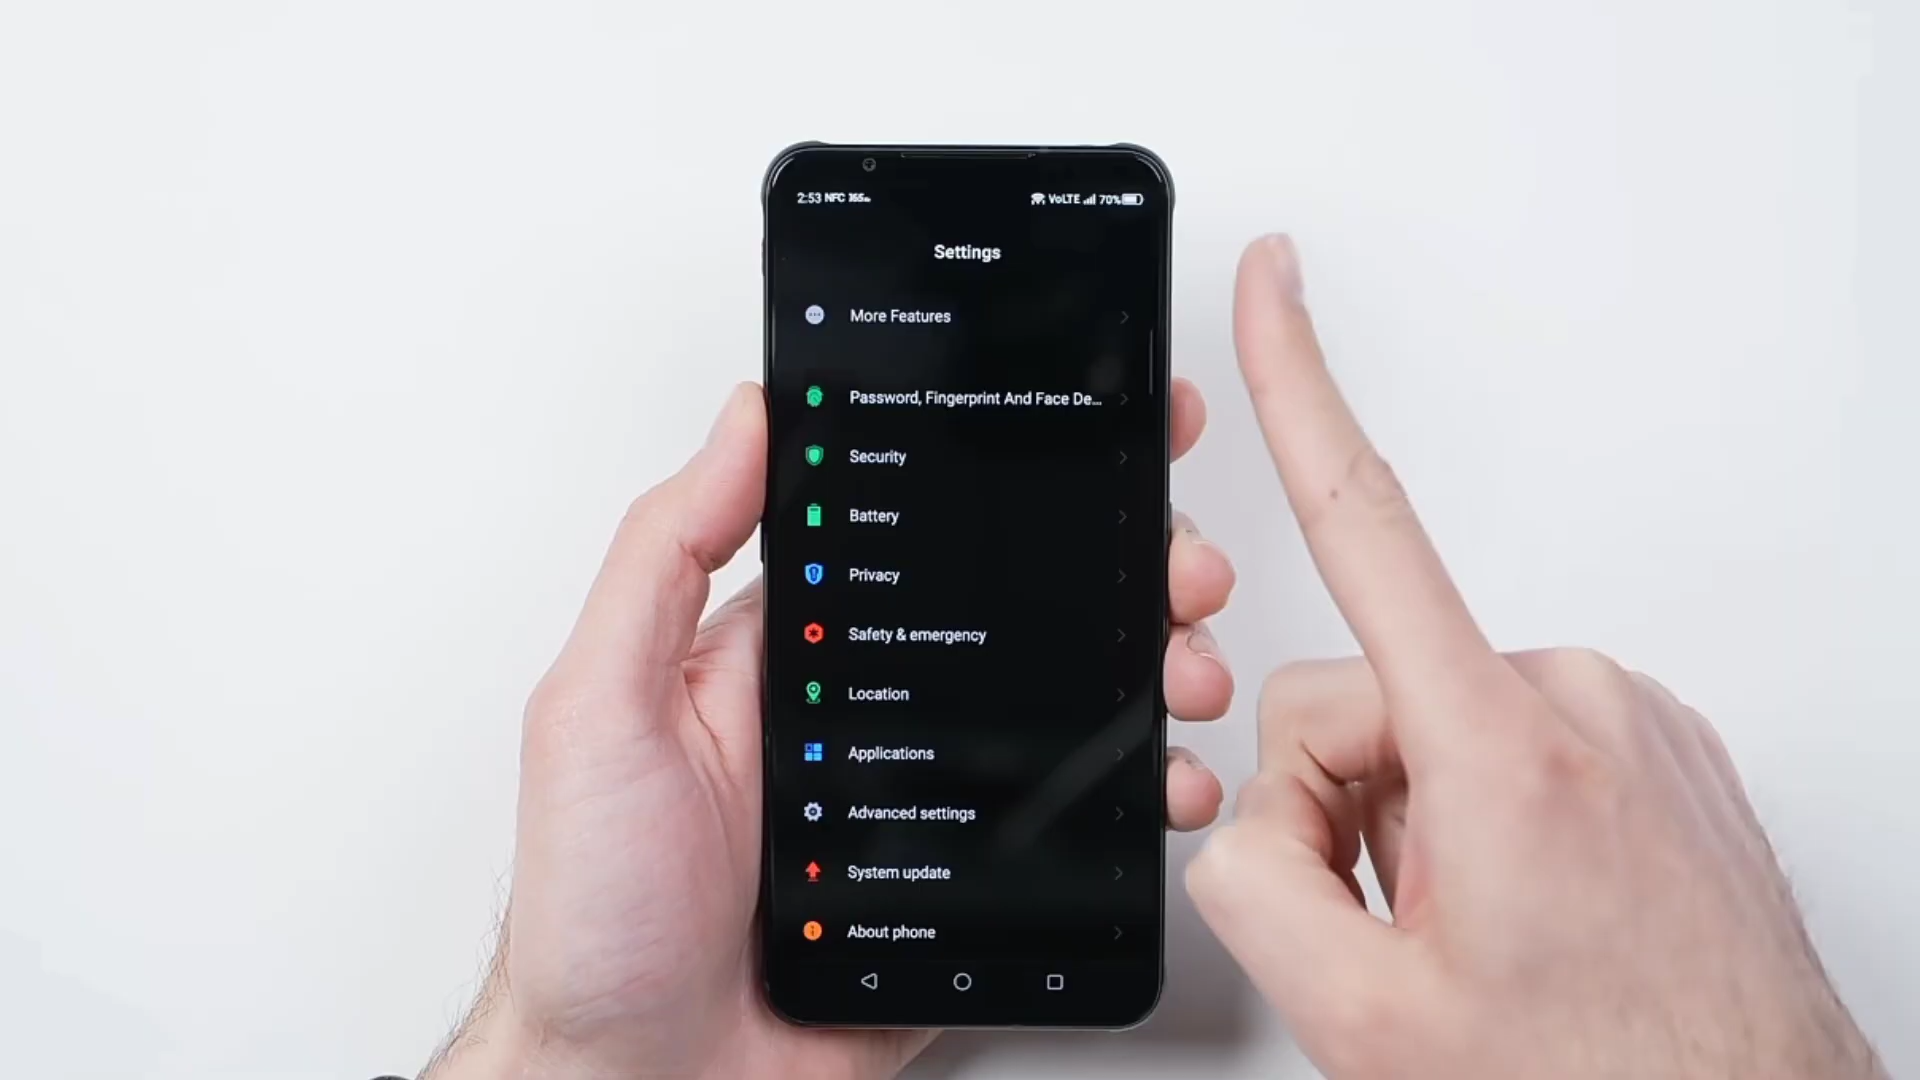 2:53 NFC VoLTE 70%
Settings
More Features
Password, Fingerprint And Face De...
Security
Battery
Privacy
Safety & emergency
Location
Applications
Advanced settings
System update
About phone